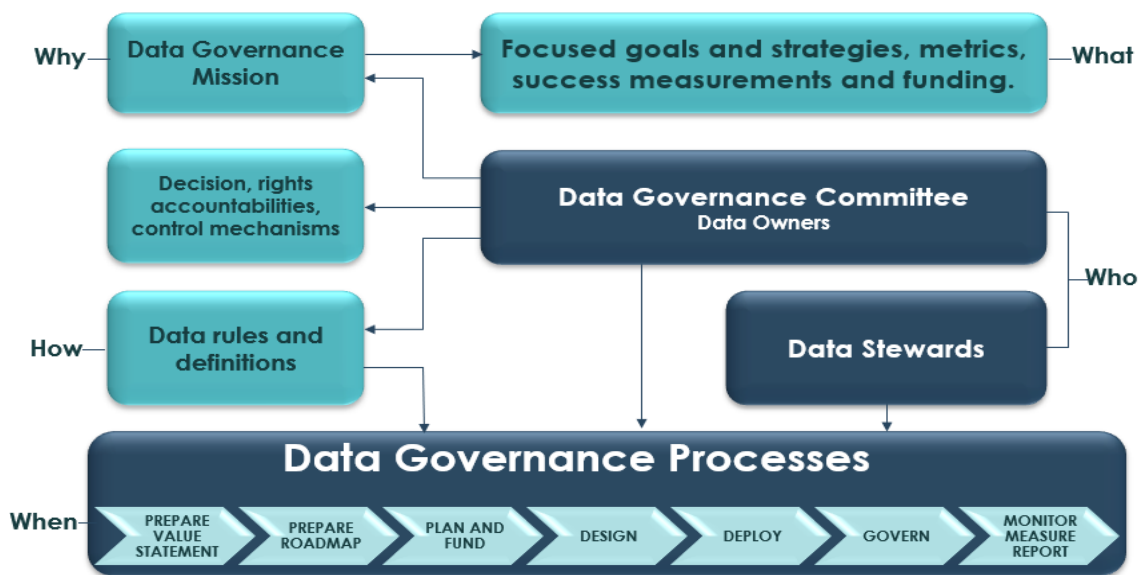 Why
Data Governance
Mission
Focused goals and strategies, metrics,
success measurements and funding.
What
Decision, rights
accountabilities,
control mechanisms
Data Governance Committee
Data Owners
Who
How
Data rules and
definitions
Data Stewards
Data Governance Processes
When
PREPARE
VALUE
STATEMENT
PREPARE
ROADMAP
PLAN AND
FUND
DESIGN
DEPLOY
GOVERN
MONITOR
MEASURE
REPORT